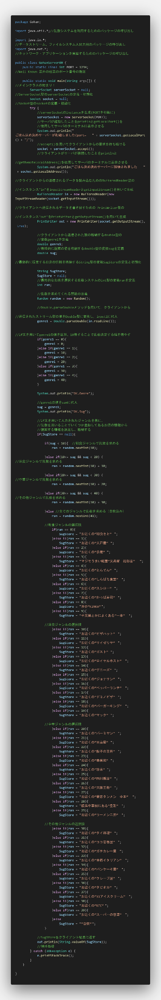 package Gohan;
import java.util.*;//乱数システムを利用するためのパッケージの呼び出し
import java.io.*;
//データストリーム、ファイルシステム入出力用のパッケージの呼び出し
import java.net.*;
//ネットワーク・アプリケーションを実装するためのパッケージの呼び出し
public class GohanServer00 {
public static final int PORT = 1234;
//Well Known 意外の任意のポート番号の指定
public static void main(String args[]) {
//メインクラスの始まり！
ServerSocket serverSocket = null;
//ServerSocket型のserverSocketの定義・初期化
Socket socket = null;
//Socket型のsocketの定義・初期化
try {
//serverSocketのinstanceを生成(PORTを引数に)
serverSocket = new ServerSocket(PORT);
//サーバが起動したことをprintlnとgetLocalPort()を
//使用してサーバのターミナルに表示させる
System.out.println("
ごはん決め決めサーバーが起動しました(port=   " + serverSocket.getLocalPort
() + ")");
//accept()を用いてクライアントからの要求を待ち続ける
socket = serverSocket.accept();
//クライアントがサーバが接続したことをprintlnと
//getRemoteLocalAddress()を使用してサーバのターミナルに表示させる
System.out.println("ごはん決め決めサーバーに接続されました   "
+ socket.getLocalAddress());
//クライアントからの送信されるデータを読み込むためのBufferedReader型の
//インスタンス"in"をInputStreamReaderとgetInputStream()を用いて生成
BufferedReader in = new BufferedReader(new
InputStreamReader(socket.getInputStream()));
//クライアントへ送信されるデータを書き出すための PrintWriter型の
//インスタンス"out"をPrintWriterとgetOutputStream()を用いて生成
PrintWriter out = new PrintWriter(socket.getOutputStream(),
true);
//クライアントから送信された数の格納するdouble型の
//変数genre1を定義
double genre1;
//最終的に提案の値を格納するdouble型の変数sugを定義
double sug;
//最終的に提案するお店の情報を格納するString型の変数SugStoreの定義と初期化
String SugStore;
SugStore = null;
//最終的なお店を選択する乱数システムのint型の変数ranを定義
int ran;
//乱数を求めてくれる関数の定義
Random random = new Random();
//Double.parseDoubleメソッドを用いて、クライアントから
//送信されたストリーム型の値をDouble型に変換し、input1に代入
genre1 = Double.parseDouble(in.readLine());
//if文を用いてgenre1の値を区別、10倍することで乱数決定する幅を増やす
if(genre1 == 0){
genre1 = 0;
}else if(genre1 == 1){
genre1 = 10;
}else if(genre1 == 2){
genre1 = 20;
}else if(genre1 == 3){
genre1 = 30;
}else if(genre1 == 4){
genre1 = 40;
}
System.out.println("OK.Genre");
//genre1の値をsumに代入
sug = genre1;
System.out.println("OK.Sug");
//if文を用いて入力されたジャンルを基に、
//乱数を用いることでいくつか登録してあるお店の情報から
//提案する情報を決定し、格納する
if(SugStore == null){
if(sug < 10){  //和食ジャンルで乱数を求める
ran = random.nextInt(10);
}else if(10<= sug && sug < 20) {
//洋食ジャンルで乱数を求める
ran = random.nextInt(10) + 10;
}else if(20<= sug && sug < 30) {
//中華ジャンルで乱数を求める
ran = random.nextInt(10) + 20;
}else if(30<= sug && sug < 40) {
//その他ジャンルで乱数を求める
ran = random.nextInt(10) + 30;
}else //全てのジャンルで乱数を求める（自炊込み）
ran = random.nextInt(41);
//和食ジャンルの選択肢
if(ran == 0){
SugStore = "お近くの”和食さと” ";
}else if(ran == 1){
SugStore = "お近くの”大戸屋” ";
}else if(ran == 2){
SugStore = "お近くの”夢庵” ";
}else if(ran == 3){
SugStore = "マジでうまい鮨屋”又兵衛　船形店”  ";
}else if(ran == 4){
SugStore = "お近くの”とんでん” ";
}else if(ran == 5){
SugStore = "お近くの”しんぱち食堂” ";
}else if(ran == 6){
SugStore = "お近くの”スシロー” ";
}else if(ran == 7){
SugStore = "お近くの”かっぱ寿司” ";
}else if(ran == 8){
SugStore = "渋谷”KINKA”";
}else if(ran == 9){
SugStore = "千葉県とかによくある”一幸”  ";
//洋食ジャンルの選択肢
}else if(ran == 10){
SugStore = "お近くの”ピザハット” ";
}else if(ran == 11){
SugStore = "お近くの”サイゼリヤ” ";
}else if(ran == 12){
SugStore = "お近くの”ガスト” ";
}else if(ran == 13){
SugStore = "お近くの”ロイヤルホスト”  ";
}else if(ran == 14){
SugStore = "お近くの”デニーズ” ";
}else if(ran == 15){
SugStore = "お近くの”ジョナサン” ";
}else if(ran == 16){
SugStore = "お近くの”ペッパーランチ”  ";
}else if(ran == 17){
SugStore = "お近くの”ドミノピザ” ";
}else if(ran == 18){
SugStore = "お近くの”バーガーキング”  ";
}else if(ran == 19){
SugStore = "お近くの”マック” ";
//中華ジャンルの選択肢
}else if(ran == 20){
SugStore = "お近くの”バーミヤン” ";
}else if(ran == 21){
SugStore = "お近くの”日高屋” ";
}else if(ran == 22){
SugStore = "お近くの”餃子の王将” ";
}else if(ran == 23){
SugStore = "お近くの”幸楽苑” ";
}else if(ran == 24){
SugStore = "お近くの”珍来” ";
}else if(ran == 25){
SugStore = "お近くの”四川飯店” ";
}else if(ran == 26){
SugStore = "お近くの”大阪王将” ";
}else if(ran == 27){
SugStore = "お近くの”蒙古タンメン　中本”  ";
}else if(ran == 28){
SugStore = "横浜中華街にある”皇朝”  ";
}else if(ran == 29){
SugStore = "お近くの”ラーメン二郎”  ";
//その他ジャンルの選択肢
}else if(ran == 30){
SugStore = "お近くの”タイ料理” ";
}else if(ran == 31){
SugStore = "お近くの”ココ壱番屋” ";
}else if(ran == 32){
SugStore = "お近くの”ガチカレー屋  ";
}else if(ran == 33){
SugStore = "お近くの”本格イタリアン”  ";
}else if(ran == 34){
SugStore = "お近くの”パンケーキ屋”  ";
}else if(ran == 35){
SugStore = "お近くの”クレープ屋” ";
}else if(ran == 36){
SugStore = "お近くの”タピオカ” ";
}else if(ran == 37){
SugStore = "お近くの”31アイスクリーム”  ";
}else if(ran == 38){
SugStore = "お近くの”KFC”";
}else if(ran == 39){
SugStore = "お近くの”スーパーの惣菜”  ";
}else
SugStore = "”自炊”";
}
//SugStoreをクライアント結果に返す
out.println(String.valueOf(SugStore));
//例外処理
} catch (IOException e) {
e.printStackTrace();
}
}
}